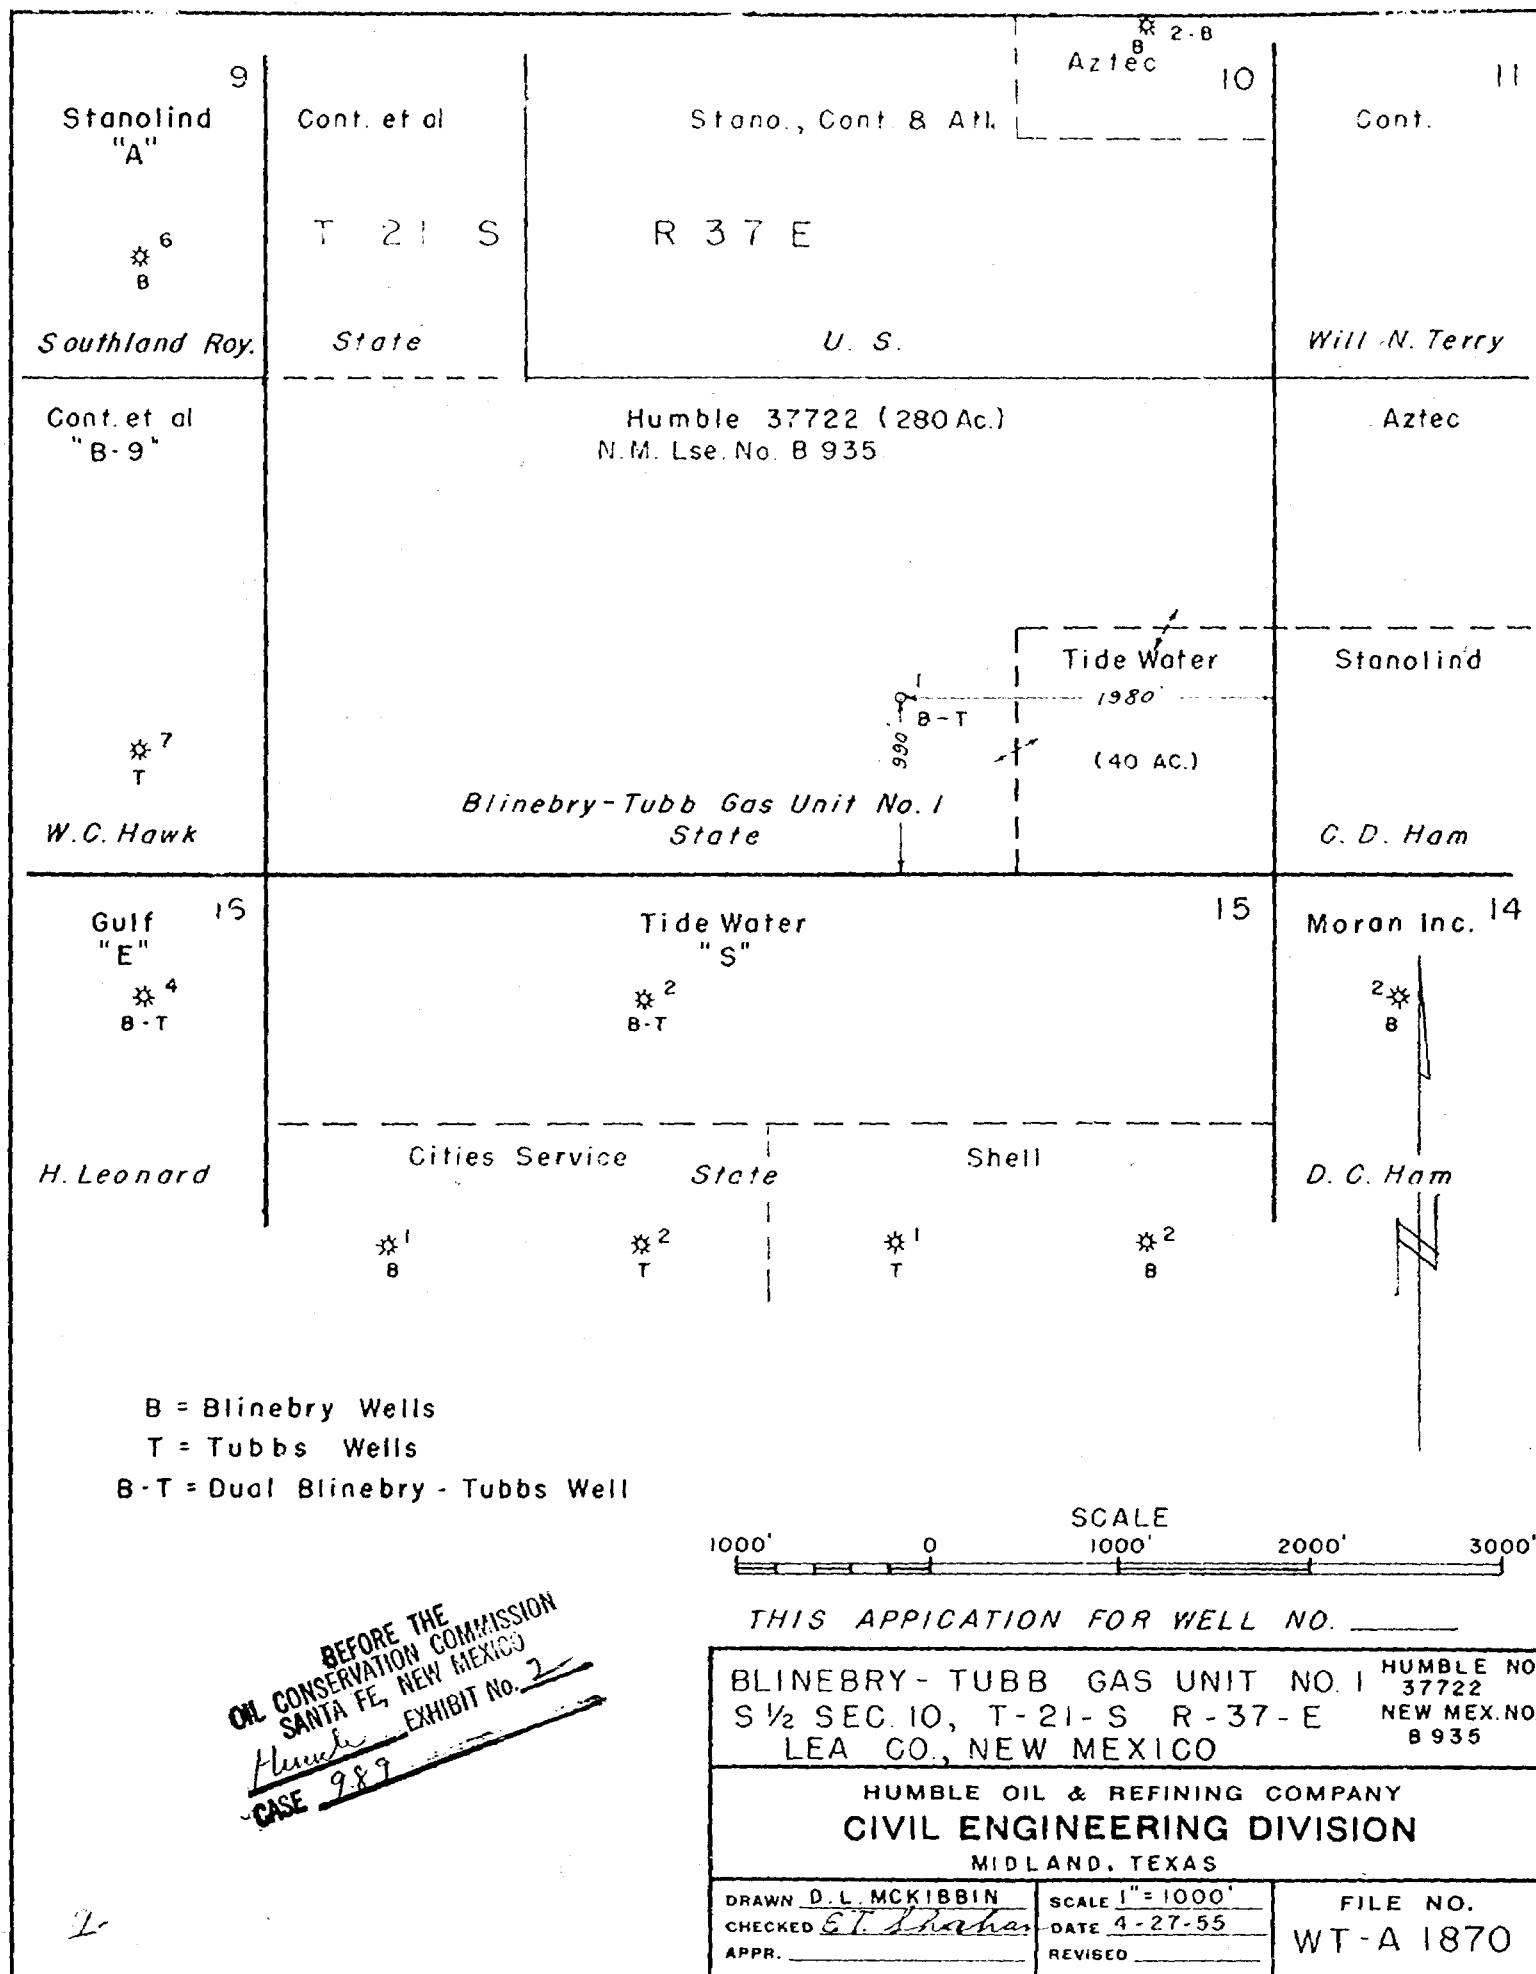 2-B
B
Aztec
9
10
11
Stanolind
"A"
Cont. et al
Stano., Cont. & Atl.
Cont.
T 21 S R 37 E
6
B
Southland Roy.
State
U. S.
Will N. Terry
Cont. et al
"B-9"
Humble 37722 (280 Ac.)
N.M. Lse. No. B 935
Aztec
Tide Water
Stanolind
1
B-T
1980'
990'
(40 AC.)
7
T
Blinebry-Tubb Gas Unit No. 1
State
W.C. Hawk
C. D. Ham
16
15
14
Gulf
"E"
Tide Water
"S"
Moran Inc.
4
B-T
2
B-T
2
B
Cities Service
State
Shell
H. Leonard
D. C. Ham
1
B
2
T
1
T
2
B
B = Blinebry Wells
T = Tubbs Wells
B-T = Dual Blinebry - Tubbs Well
SCALE
1000' 0 1000' 2000' 3000'
THIS APPICATION FOR WELL NO.
BEFORE THE
OIL CONSERVATION COMMISSION
SANTA FE, NEW MEXICO
Humble EXHIBIT No. 2
CASE 989
BLINEBRY-TUBB GAS UNIT NO. 1
S ½ SEC. 10, T-21-S R-37-E
LEA CO., NEW MEXICO
HUMBLE NO
37722
NEW MEX. NO
B 935
HUMBLE OIL & REFINING COMPANY
CIVIL ENGINEERING DIVISION
MIDLAND, TEXAS
DRAWN D. L. MCKIBBIN
CHECKED E.T. Shahan
APPR.
SCALE 1" = 1000'
DATE 4-27-55
REVISED
FILE NO.
WT-A 1870
2